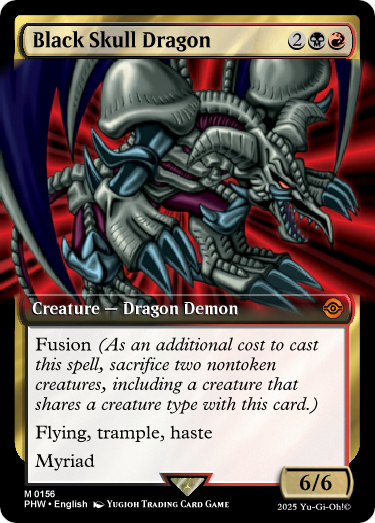 Black Skull Dragon 2
Creature — Dragon Demon
Fusion (As an additional cost to cast
this spell, sacrifice two nontoken
creatures, including a creature that
shares a creature type with this card.)
Flying, trample, haste
Myriad
6/6
M 0156
PHW • English YUGIOH TRADING CARD GAME
2025 Yu-Gi-Oh!©